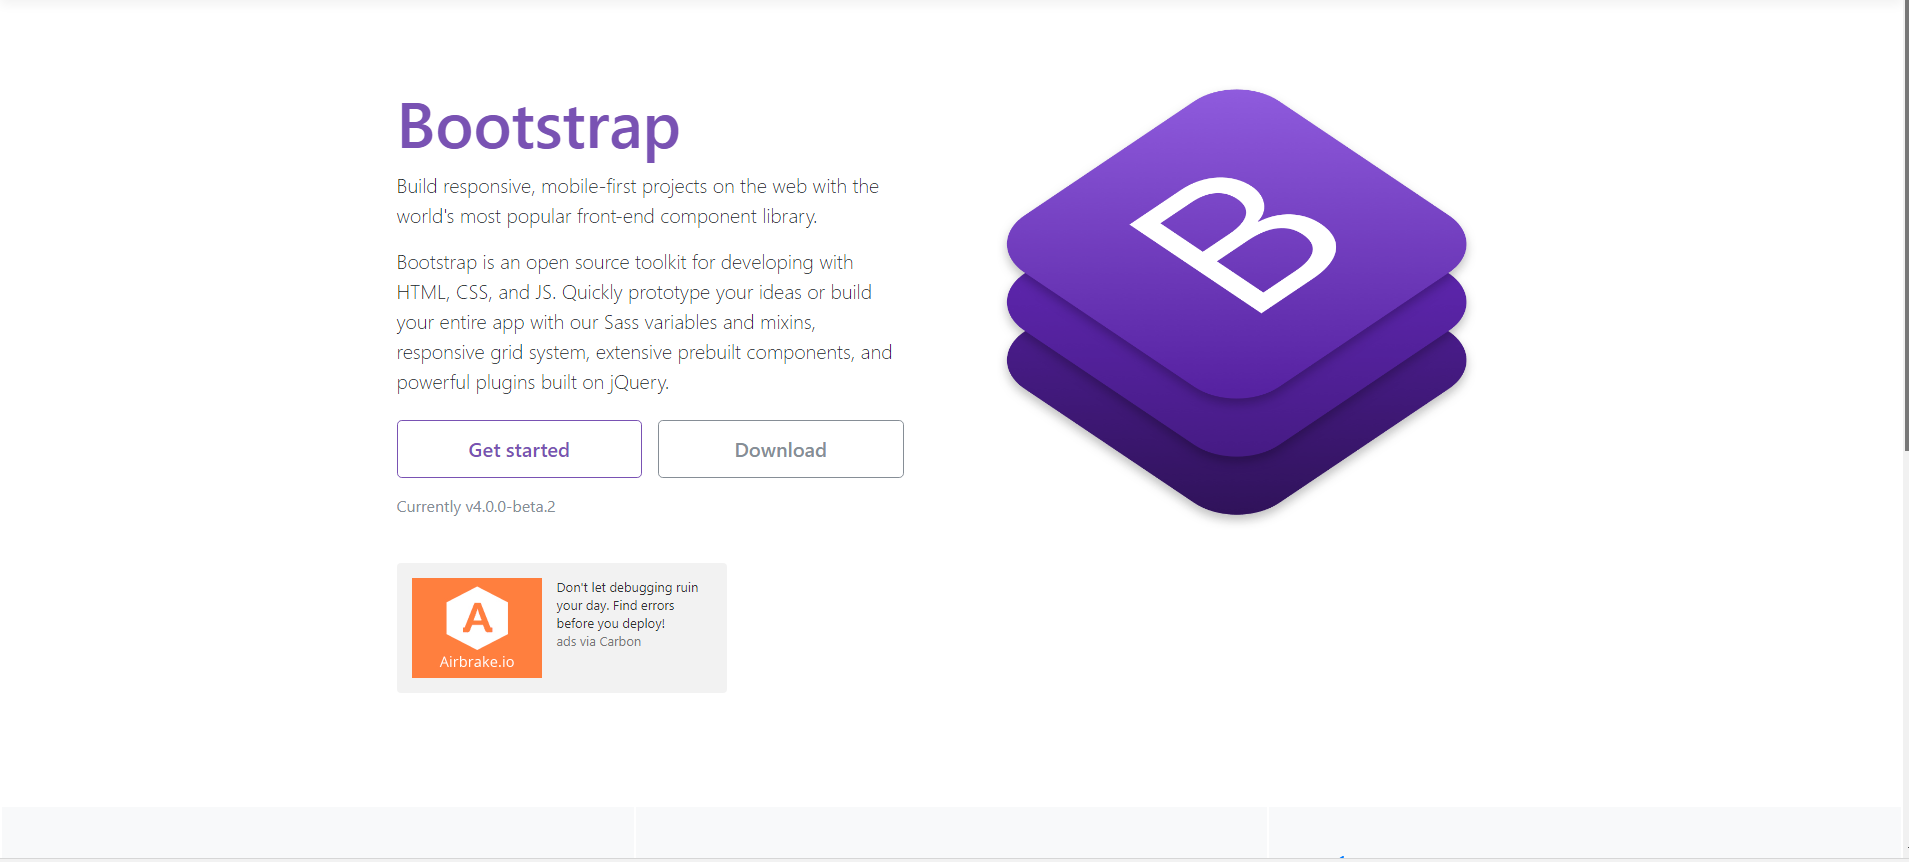 Bootstrap
Build responsive, mobile-first projects on the web with the
world's most popular front-end component library.
Bootstrap is an open source toolkit for developing with
HTML, CSS, and JS. Quickly prototype your ideas or build
your entire app with our Sass variables and mixins,
responsive grid system, extensive prebuilt components, and
powerful plugins built on jQuery.
Get started
Download
Currently v4.0.0-beta.2
B
A
Airbrake.io
Don't let debugging ruin
your day. Find errors
before you deploy!
ads via Carbon